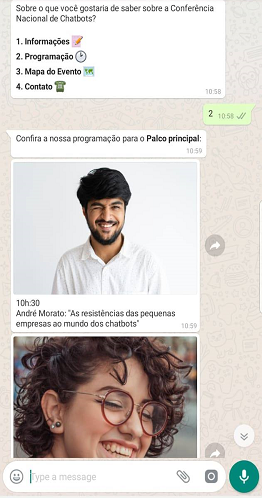 Sobre o que você gostaria de saber sobre a Conferência
Nacional de Chatbots?
1. Informações 📝
2. Programação 🕑
3. Mapa do Evento 🗺️
4. Contato ☎️
10:58
2 10:58
Confira a nossa programação para o Palco principal:
10:59
10h:30
André Morato: "As resistências das pequenas
empresas ao mundo dos chatbots"
10:59
Type a message